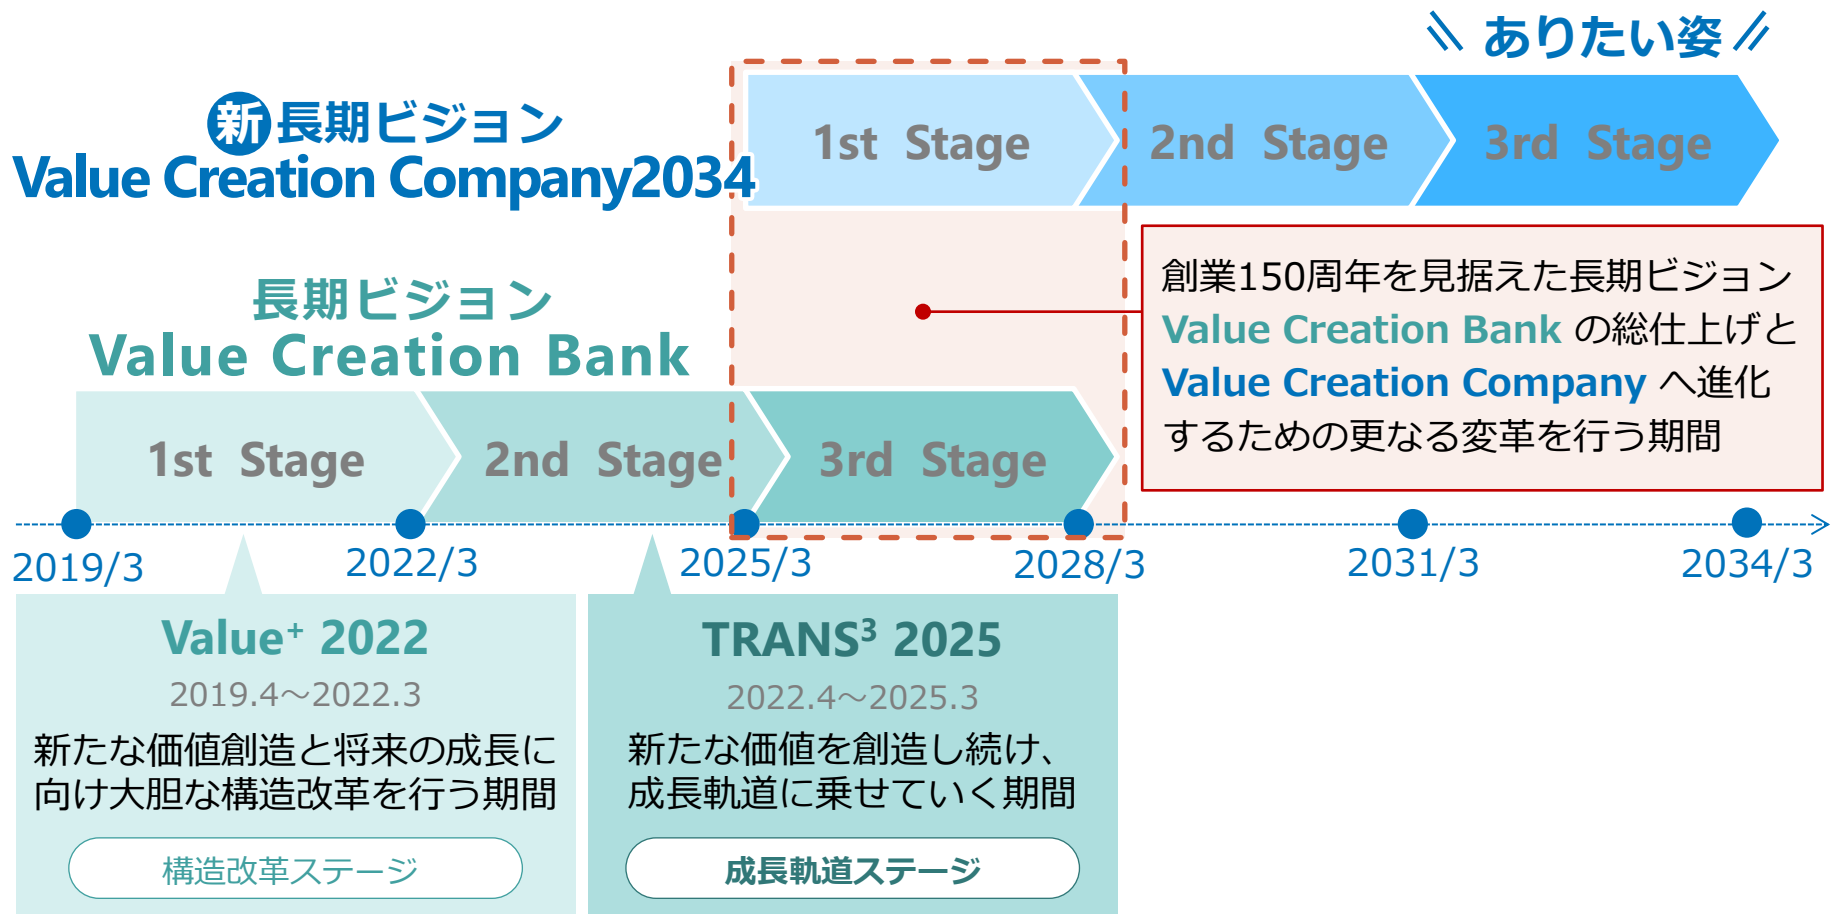 ありたい姿
新 長期ビジョン
Value Creation Company2034
1st Stage
2nd Stage
3rd Stage
創業150周年を見据えた長期ビジョン
Value Creation Bank の総仕上げと
Value Creation Company へ進化
するための更なる変革を行う期間
長期ビジョン
Value Creation Bank
1st Stage
2nd Stage
3rd Stage
2019/3
2022/3
2025/3
2028/3
2031/3
2034/3
Value⁺ 2022
2019.4～2022.3
新たな価値創造と将来の成長に
向け大胆な構造改革を行う期間
構造改革ステージ
TRANS³ 2025
2022.4～2025.3
新たな価値を創造し続け、
成長軌道に乗せていく期間
成長軌道ステージ